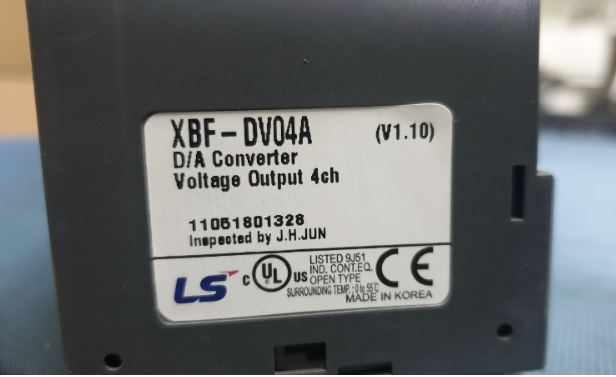 XBF-DV04A (V1.10)
D/A Converter
Voltage Output 4ch
11051801328
Inspected by J.H.JUN
LS
c UL US
LISTED 9J51
IND. CONT.EQ.
OPEN TYPE
SURROUNDING TEMP. : 0 to 55℃
CE
MADE IN KOREA